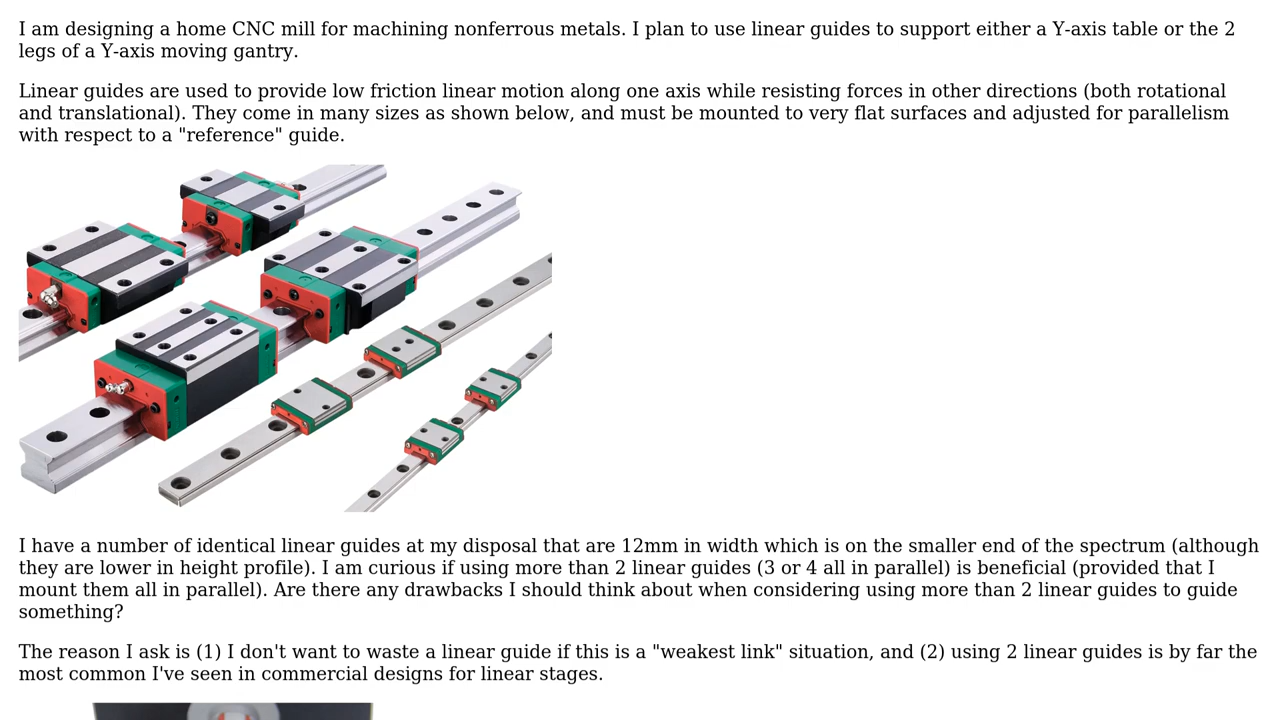 I am designing a home CNC mill for machining nonferrous metals. I plan to use linear guides to support either a Y-axis table or the 2
legs of a Y-axis moving gantry.
Linear guides are used to provide low friction linear motion along one axis while resisting forces in other directions (both rotational
and translational). They come in many sizes as shown below, and must be mounted to very flat surfaces and adjusted for parallelism
with respect to a "reference" guide.
I have a number of identical linear guides at my disposal that are 12mm in width which is on the smaller end of the spectrum (although
they are lower in height profile). I am curious if using more than 2 linear guides (3 or 4 all in parallel) is beneficial (provided that I
mount them all in parallel). Are there any drawbacks I should think about when considering using more than 2 linear guides to guide
something?
The reason I ask is (1) I don't want to waste a linear guide if this is a "weakest link" situation, and (2) using 2 linear guides is by far the
most common I've seen in commercial designs for linear stages.